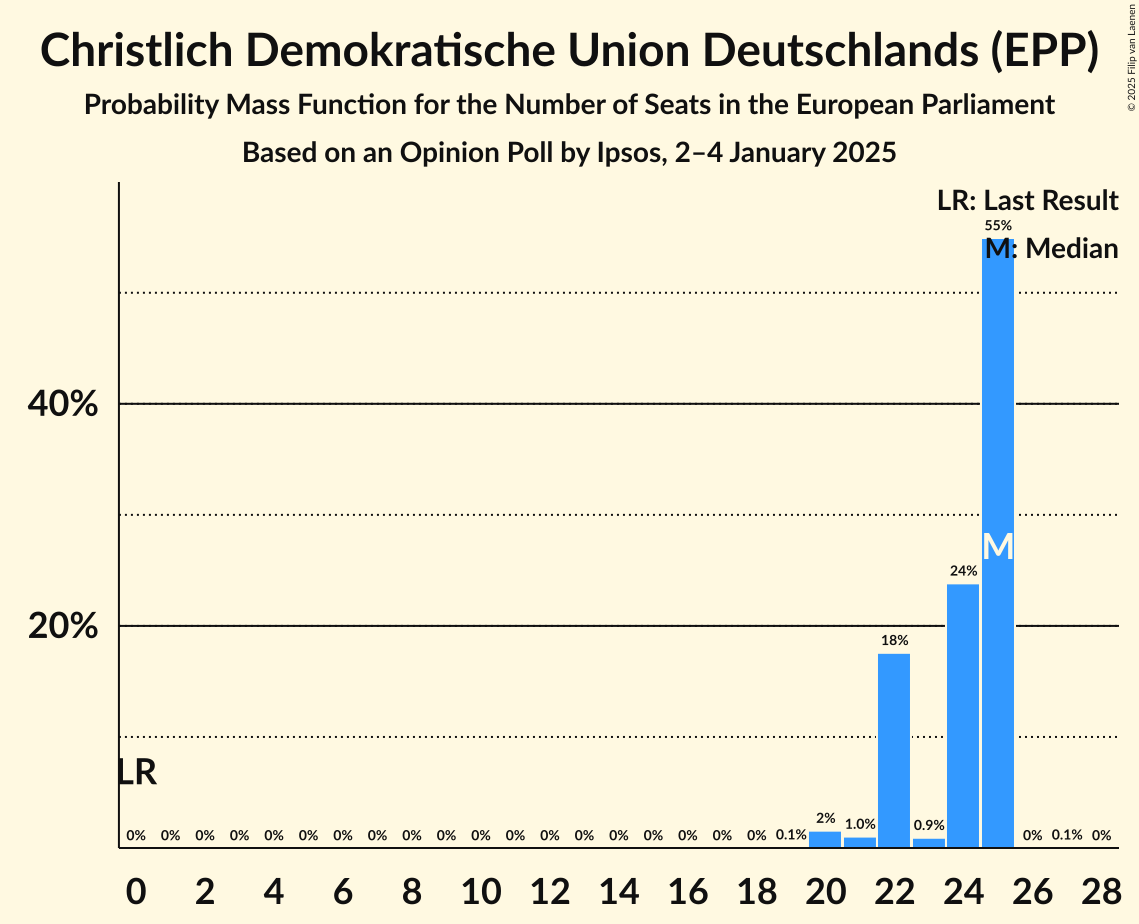 Christlich Demokratische Union Deutschlands (EPP)
Probability Mass Function for the Number of Seats in the European Parliament
Based on an Opinion Poll by Ipsos, 2–4 January 2025
© 2025 Filip van Laenen
LR: Last Result
M: Median
55%
40%
M
24%
20%
18%
LR
0% 0% 0% 0% 0% 0% 0% 0% 0% 0% 0% 0% 0% 0% 0% 0% 0% 0% 0% 0.1% 2% 1.0% 0.9% 0% 0.1% 0%
0 2 4 6 8 10 12 14 16 18 20 22 24 26 28